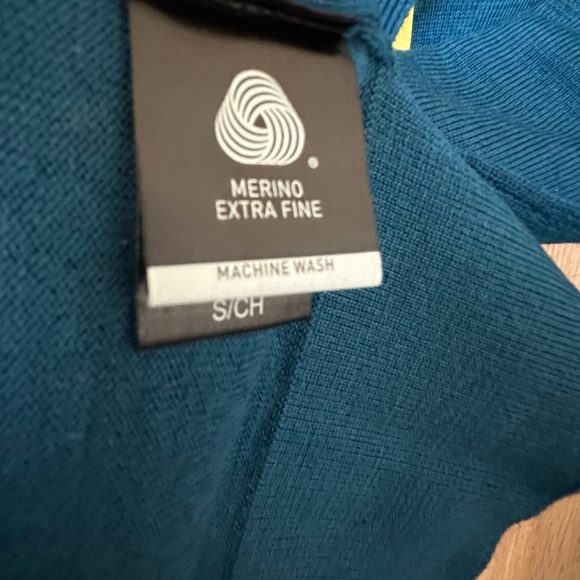 MERINO
EXTRA FINE
MACHINE WASH
S/CH